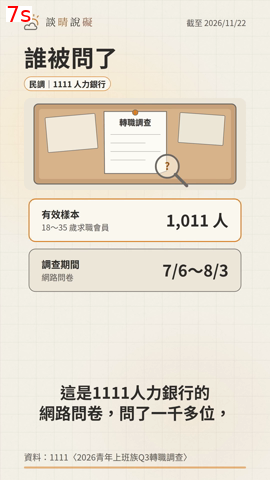 7s
談晴說礙
截至 2026/11/22
誰被問了
民調｜1111 人力銀行
轉職調查
?
有效樣本
18～35 歲求職會員
1,011 人
調查期間
網路問卷
7/6～8/3
這是1111人力銀行的
網路問卷，問了一千多位，
資料：1111〈2026青年上班族Q3轉職調查〉